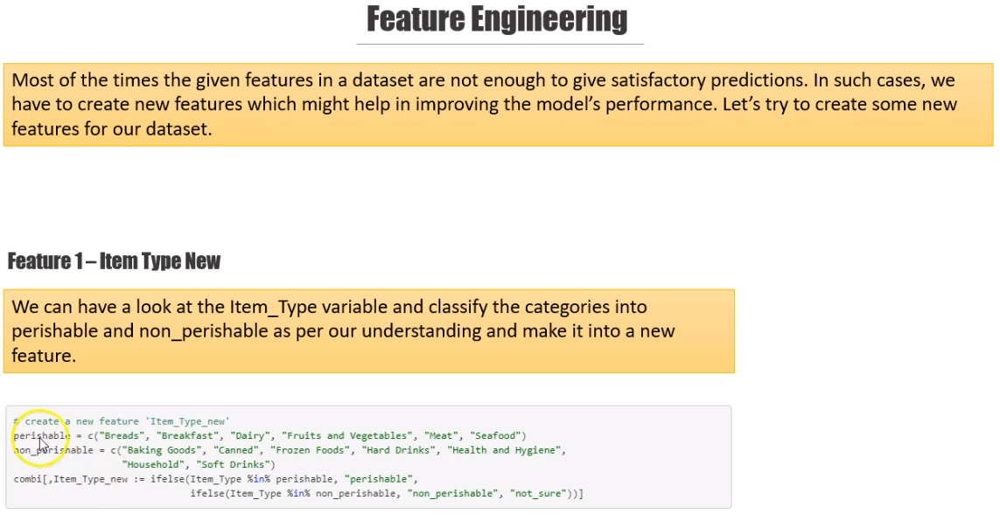 Feature Engineering
Most of the times the given features in a dataset are not enough to give satisfactory predictions. In such cases, we
have to create new features which might help in improving the model's performance. Let's try to create some new
features for our dataset.
Feature 1 – Item Type New
We can have a look at the Item_Type variable and classify the categories into
perishable and non_perishable as per our understanding and make it into a new
feature.
# create a new feature 'Item_Type_new'
perishable = c("Breads", "Breakfast", "Dairy", "Fruits and Vegetables", "Meat", "Seafood")
non_perishable = c("Baking Goods", "Canned", "Frozen Foods", "Hard Drinks", "Health and Hygiene",
"Household", "Soft Drinks")
combi[,Item_Type_new := ifelse(Item_Type %in% perishable, "perishable",
ifelse(Item_Type %in% non_perishable, "non_perishable", "not_sure"))]